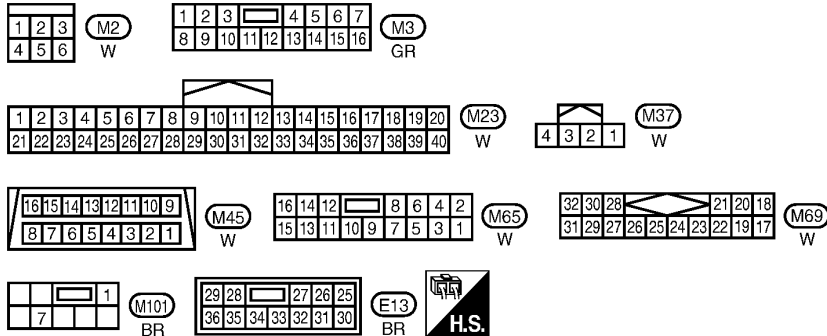 1 2 3 M2 1 2 3 4 5 6 7 M3
4 5 6 W 8 9 10 11 12 13 14 15 16 GR
1 2 3 4 5 6 7 8 9 10 11 12 13 14 15 16 17 18 19 20 M23 M37
21 22 23 24 25 26 27 28 29 30 31 32 33 34 35 36 37 38 39 40 W 4 3 2 1 W
16 15 14 13 12 11 10 9 M45 16 14 12 8 6 4 2 M65 32 30 28 21 20 18 M69
8 7 6 5 4 3 2 1 W 15 13 11 10 9 7 5 3 1 W 31 29 27 26 25 24 23 22 19 17 W
1 M101 29 28 27 26 25 E13
7 BR 36 35 34 33 32 31 30 BR H.S.